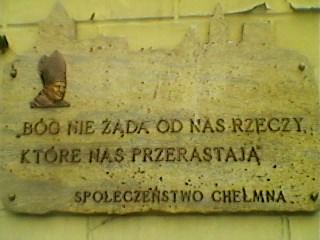 „BÓG NIE ŻĄDA OD NAS RZECZY,
KTÓRE NAS PRZERASTAJĄ”
SPOŁECZEŃSTWO CHEŁMNA